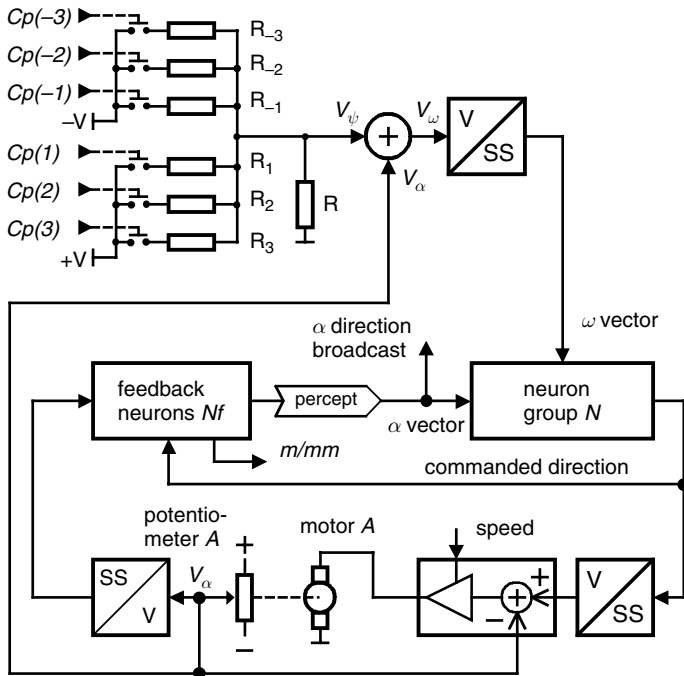 Cp(–3)
R–3
Cp(–2)
R–2
Cp(–1)
R–1
–V
Vψ
Vω
V
SS
+
Cp(1)
R1
Vα
Cp(2)
R2
R
Cp(3)
R3
+V
α direction
broadcast
ω vector
feedback
neurons Nf
percept
neuron
group N
α vector
m/mm
commanded direction
potentio-
meter A
motor A
speed
+
+
SS
V
Vα
+
–
V
SS
–